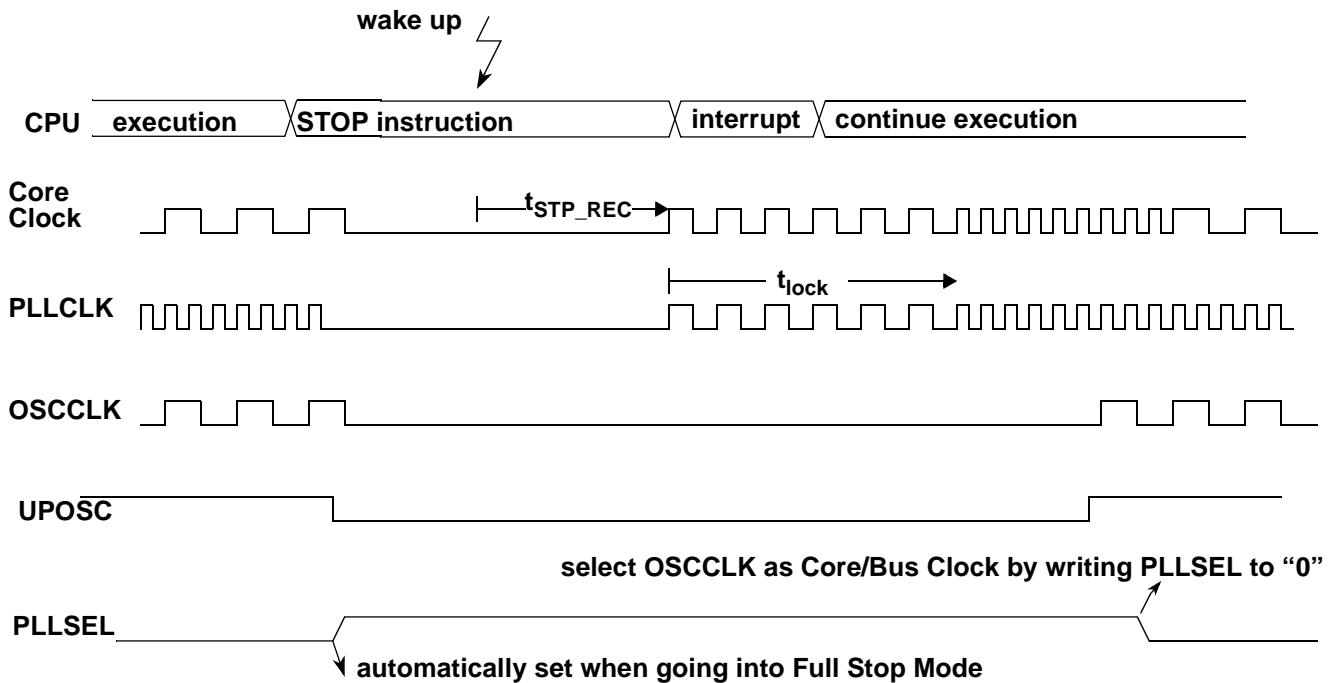 wake up
CPU execution STOP instruction interrupt continue execution
Core
Clock
tSTP_REC
tlock
PLLCLK
OSCCLK
UPOSC
select OSCCLK as Core/Bus Clock by writing PLLSEL to “0”
PLLSEL
automatically set when going into Full Stop Mode